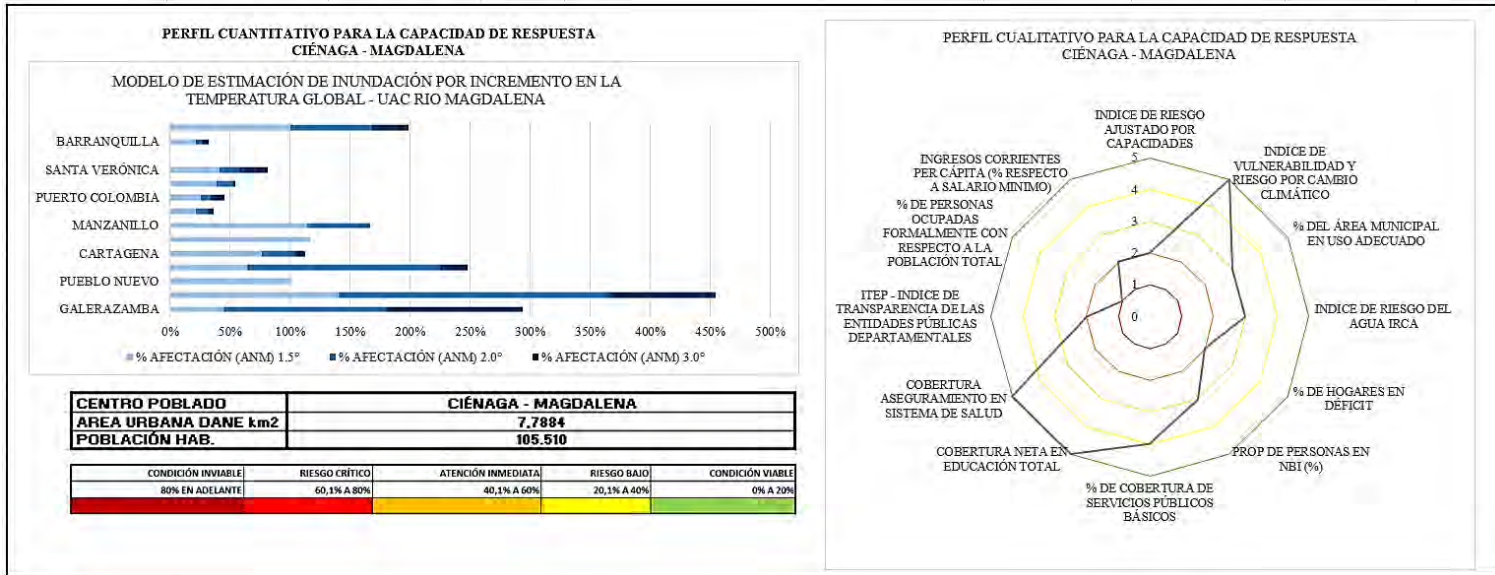 PERFIL CUANTITATIVO PARA LA CAPACIDAD DE RESPUESTA
CIÉNAGA - MAGDALENA
MODELO DE ESTIMACIÓN DE INUNDACIÓN POR INCREMENTO EN LA
TEMPERATURA GLOBAL - UAC RIO MAGDALENA
BARRANQUILLA
SANTA VERÓNICA
PUERTO COLOMBIA
MANZANILLO
CARTAGENA
PUEBLO NUEVO
GALERAZAMBA
0% 50% 100% 150% 200% 250% 300% 350% 400% 450% 500%
% AFECTACIÓN (ANM) 1.5° % AFECTACIÓN (ANM) 2.0° % AFECTACIÓN (ANM) 3.0°
CENTRO POBLADO CIÉNAGA - MAGDALENA
AREA URBANA DANE km2 7,7884
POBLACIÓN HAB. 105.510
CONDICIÓN INVIABLE RIESGO CRÍTICO ATENCIÓN INMEDIATA RIESGO BAJO CONDICIÓN VIABLE
80% EN ADELANTE 60,1% A 80% 40,1% A 60% 20,1% A 40% 0% A 20%
PERFIL CUALITATIVO PARA LA CAPACIDAD DE RESPUESTA
CIÉNAGA - MAGDALENA
INDICE DE RIESGO
AJUSTADO POR
CAPACIDADES
INDICE DE
VULNERABILIDAD Y
RIESGO POR CAMBIO
CLIMÁTICO
% DEL ÁREA MUNICIPAL
EN USO ADECUADO
INDICE DE RIESGO DEL
AGUA IRCA
% DE HOGARES EN
DÉFICIT
PROP DE PERSONAS EN
NBI (%)
% DE COBERTURA DE
SERVICIOS PÚBLICOS
BÁSICOS
COBERTURA NETA EN
EDUCACIÓN TOTAL
COBERTURA
ASEGURAMIENTO EN
SISTEMA DE SALUD
ITEP - INDICE DE
TRANSPARENCIA DE LAS
ENTIDADES PÚBLICAS
DEPARTAMENTALES
% DE PERSONAS
OCUPADAS
FORMALMENTE CON
RESPECTO A LA
POBLACIÓN TOTAL
INGRESOS CORRIENTES
PER CÁPITA (% RESPECTO
A SALARIO MINIMO)
5
4
3
2
1
0